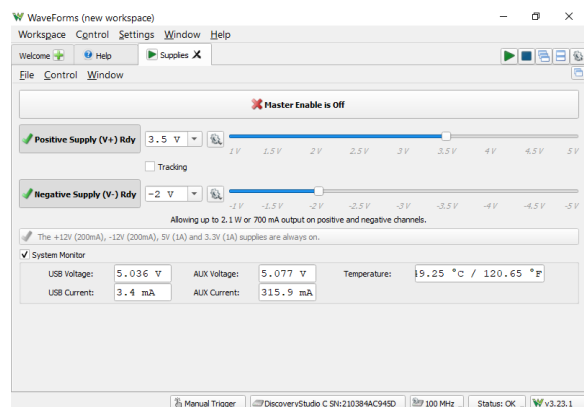 WaveForms (new workspace)
Workspace Control Settings Window Help
Welcome Help Supplies
File Control Window
Master Enable is Off
Positive Supply (V+) Rdy 3.5 V
1 V 1.5 V 2 V 2.5 V 3 V 3.5 V 4 V 4.5 V 5 V
Tracking
Negative Supply (V-) Rdy -2 V
-1 V -1.5 V -2 V -2.5 V -3 V -3.5 V -4 V -4.5 V -5 V
Allowing up to 2.1 W or 700 mA output on positive and negative channels.
The +12V (200mA), -12V (200mA), 5V (1A) and 3.3V (1A) supplies are always on.
System Monitor
USB Voltage: 5.036 V AUX Voltage: 5.077 V Temperature: 9.25 °C / 120.65 °F
USB Current: 3.4 mA AUX Current: 315.9 mA
Manual Trigger DiscoveryStudio C SN:210384AC945D 100 MHz Status: OK v3.23.1